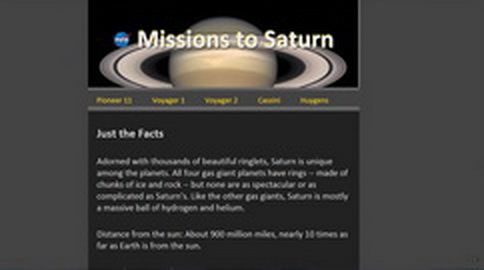 NASA
Missions to Saturn
Pioneer 11 Voyager 1 Voyager 2 Cassini Huygens
Just the Facts
Adorned with thousands of beautiful ringlets, Saturn is unique
among the planets. All four gas giant planets have rings -- made of
chunks of ice and rock -- but none are as spectacular or as
complicated as Saturn's. Like the other gas giants, Saturn is mostly
a massive ball of hydrogen and helium.
Distance from the sun: About 900 million miles, nearly 10 times as
far as Earth is from the sun.